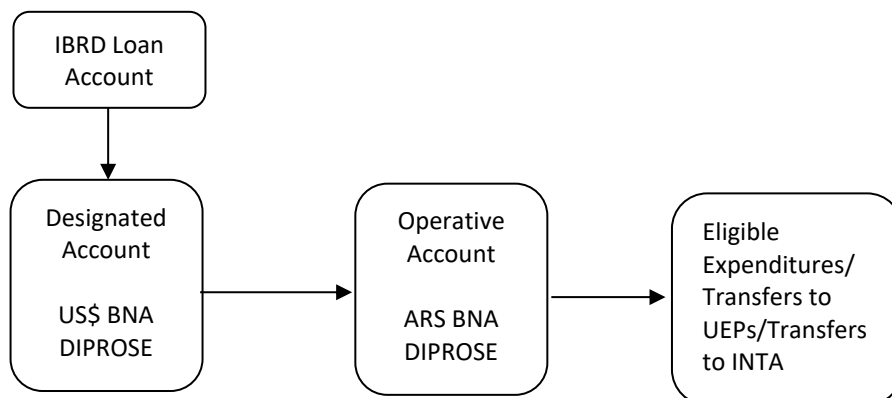 IBRD Loan
Account
Designated
Account
US$ BNA
DIPROSE
Operative
Account
ARS BNA
DIPROSE
Eligible
Expenditures/
Transfers to
UEPs/Transfers
to INTA